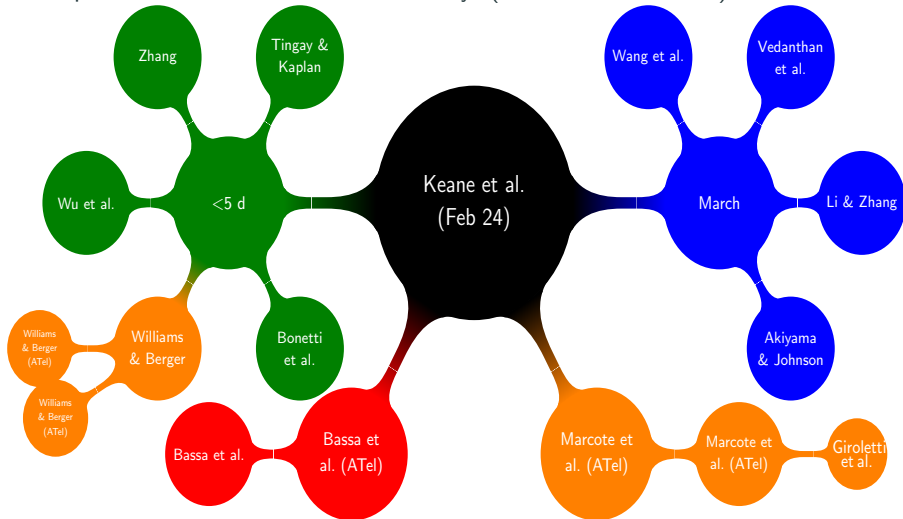 Zhang
Tingay &
Kaplan
Wu et al.
<5 d
Williams
& Berger
Williams
& Berger
(ATel)
Williams
& Berger
(ATel)
Bonetti
et al.
Keane et al.
(Feb 24)
Wang et al.
Vedanthan
et al.
March
Li & Zhang
Akiyama
& Johnson
Bassa et al.
Bassa et
al. (ATel)
Marcote et
al. (ATel)
Marcote et
al. (ATel)
Giroletti
et al.